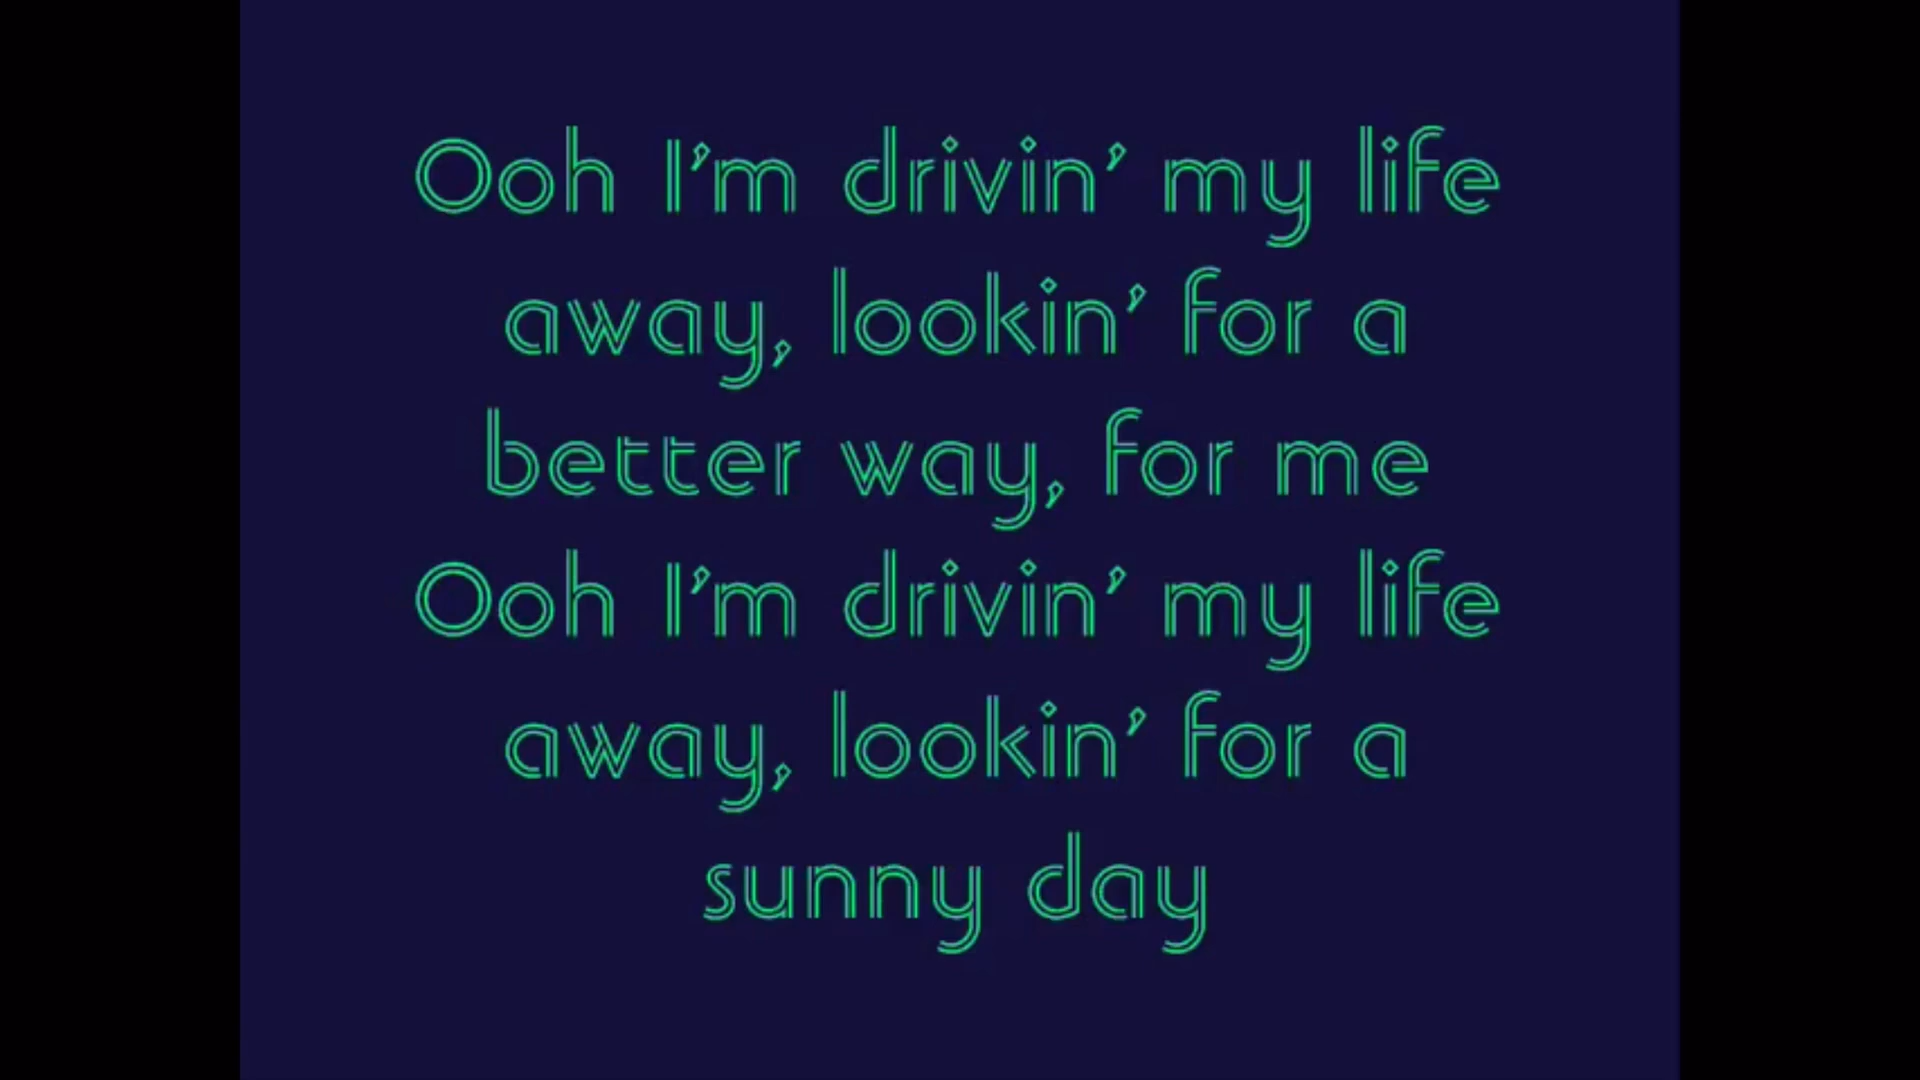 Ooh I’m drivin’ my life
away, lookin’ for a
better way, for me
Ooh I’m drivin’ my life
away, lookin’ for a
sunny day